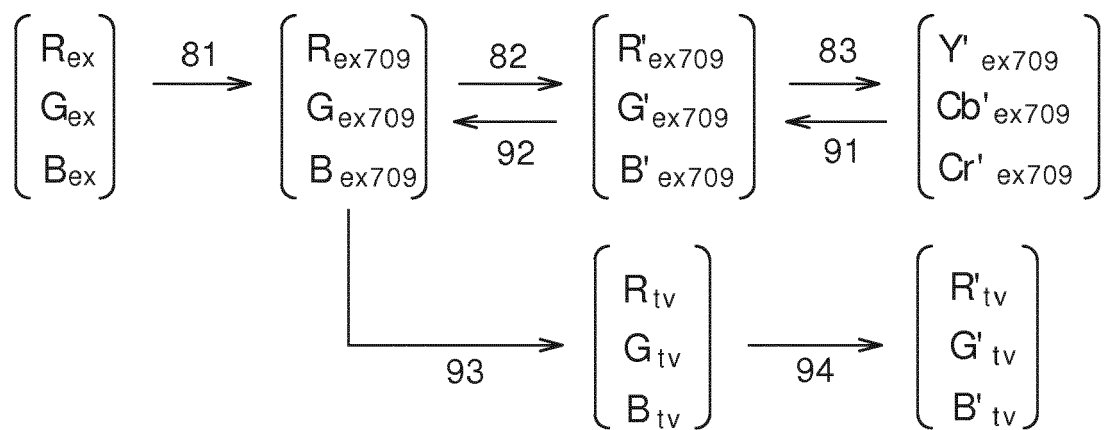 R_ex 81 R_ex709 82 R'_ex709 83 Y'_ex709
G_ex G_ex709 G'_ex709 Cb'_ex709
92 91
B_ex B_ex709 B'_ex709 Cr'_ex709
R_tv R'_tv
G_tv G'_tv
93 94
B_tv B'_tv